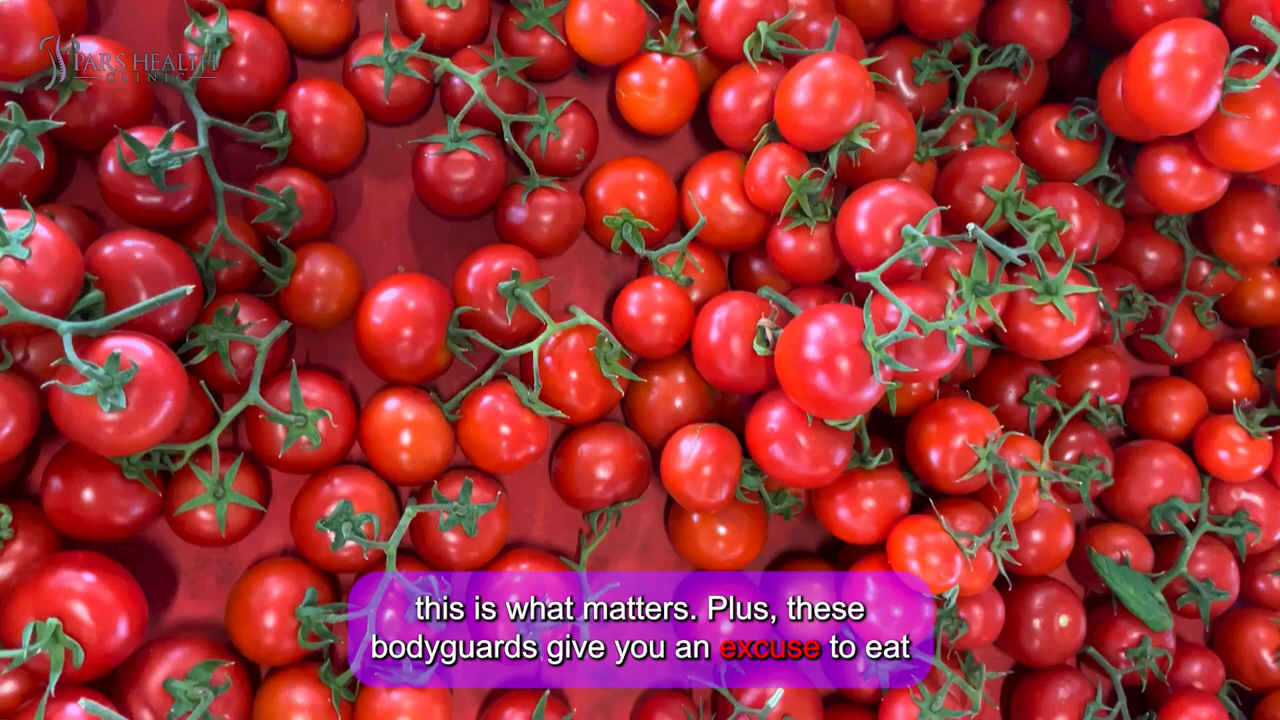 PARS HEALTH
CLINIC
this is what matters. Plus, these
bodyguards give you an excuse to eat